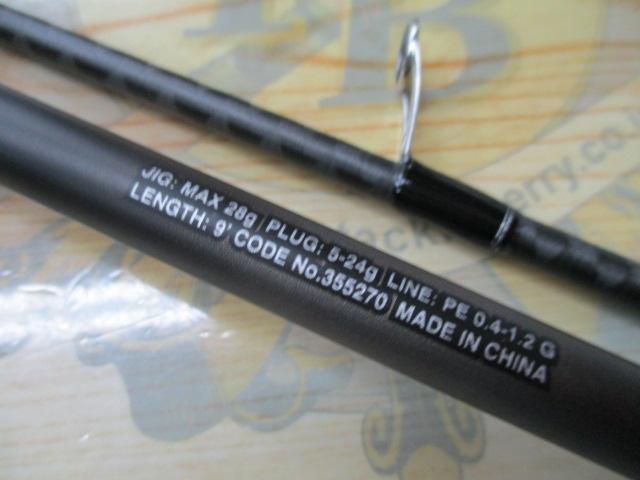 JIG: MAX 28g | PLUG: 5-24g | LINE: PE 0.4-1.2 G
LENGTH: 9' CODE No.355270 | MADE IN CHINA